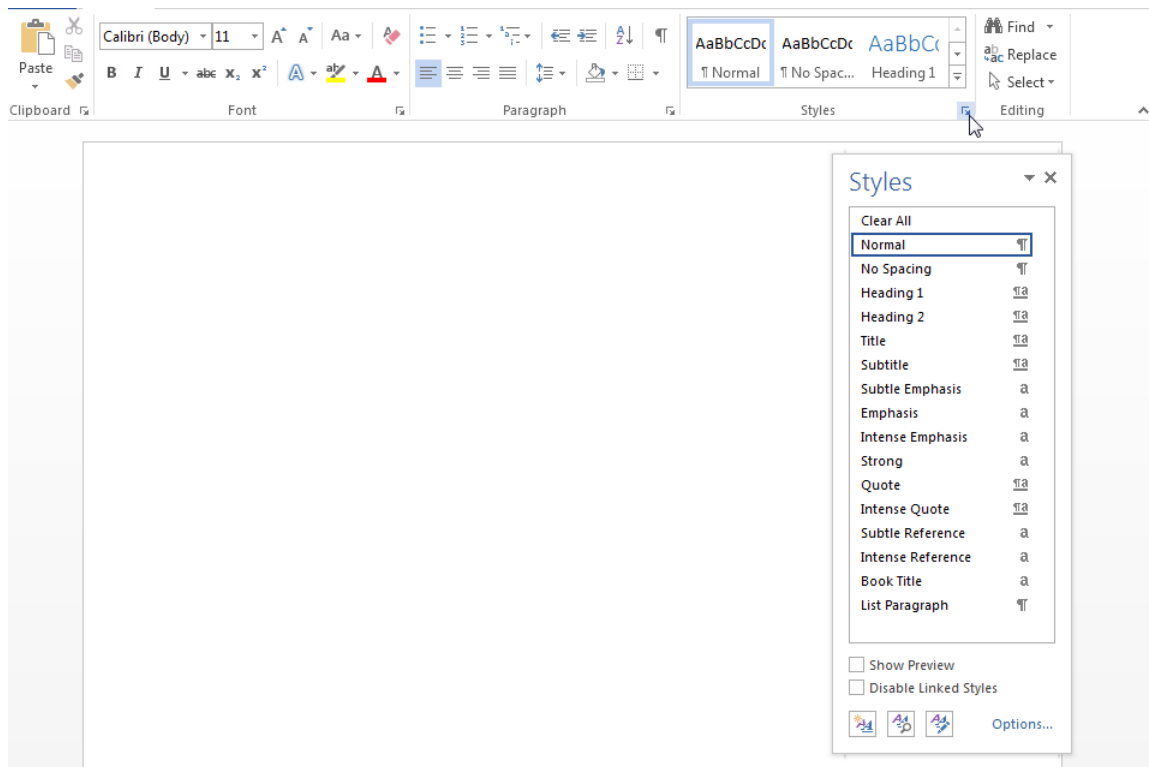 Calibri (Body) 11 A A Aa Find
AaBbCcDc AaBbCcDc AaBbCc Replace
Paste B I U abc X₂ X² A aby A ¶ Normal ¶ No Spac... Heading 1 Select
Clipboard Font Paragraph Styles Editing
Styles
Clear All
Normal ¶
No Spacing ¶
Heading 1 ¶a
Heading 2 ¶a
Title ¶a
Subtitle ¶a
Subtle Emphasis a
Emphasis a
Intense Emphasis a
Strong a
Quote ¶a
Intense Quote ¶a
Subtle Reference a
Intense Reference a
Book Title a
List Paragraph ¶
Show Preview
Disable Linked Styles
Options...